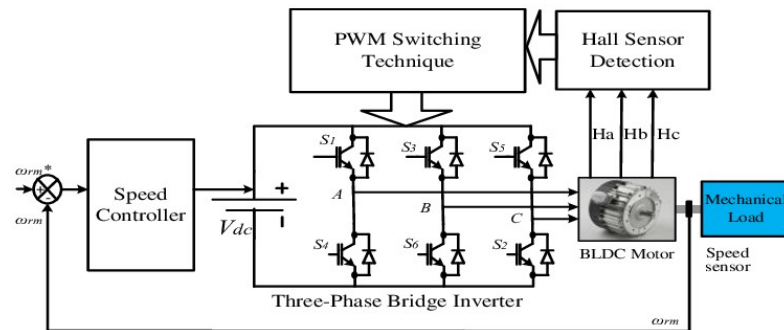 PWM Switching
Technique
Hall Sensor
Detection
Ha
Hb
Hc
S1
S3
S5
ωrm*
+
-
ωrm
Speed
Controller
+
Vdc
-
A
B
C
S4
S6
S2
BLDC Motor
Mechanical
Load
Speed
sensor
Three-Phase Bridge Inverter
ωrm